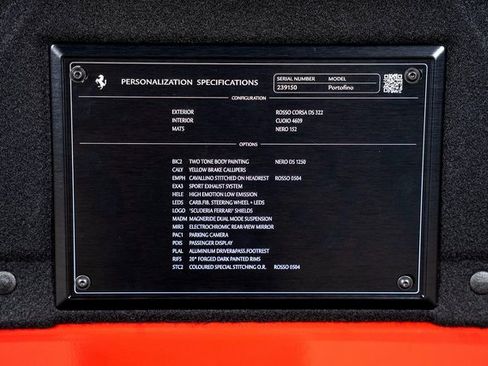 PERSONALIZATION SPECIFICATIONS
SERIAL NUMBER MODEL
239150 Portofino
CONFIGURATION
EXTERIOR ROSSO CORSA DS 322
INTERIOR CUOIO 4609
MATS NERO 152
OPTIONS
BIC2 TWO TONE BODY PAINTING NERO DS 1250
CALY YELLOW BRAKE CALLIPERS
EMPH CAVALLINO STITCHED ON HEADREST ROSSO 0504
EXA3 SPORT EXHAUST SYSTEM
HELE HIGH EMOTION LOW EMISSION
LEDS CARB.FIB. STEERING WHEEL + LEDS
LOGO "SCUDERIA FERRARI" SHIELDS
MADM MAGNERIDE DUAL MODE SUSPENSION
MIR3 ELECTROCHROMIC REAR-VIEW MIRROR
PAC1 PARKING CAMERA
PDIS PASSENGER DISPLAY
PLAL ALUMINIUM DRIVER&PASS.FOOTREST
RIF5 20" FORGED DARK PAINTED RIMS
STC2 COLOURED SPECIAL STITCHING O.R. ROSSO 0504